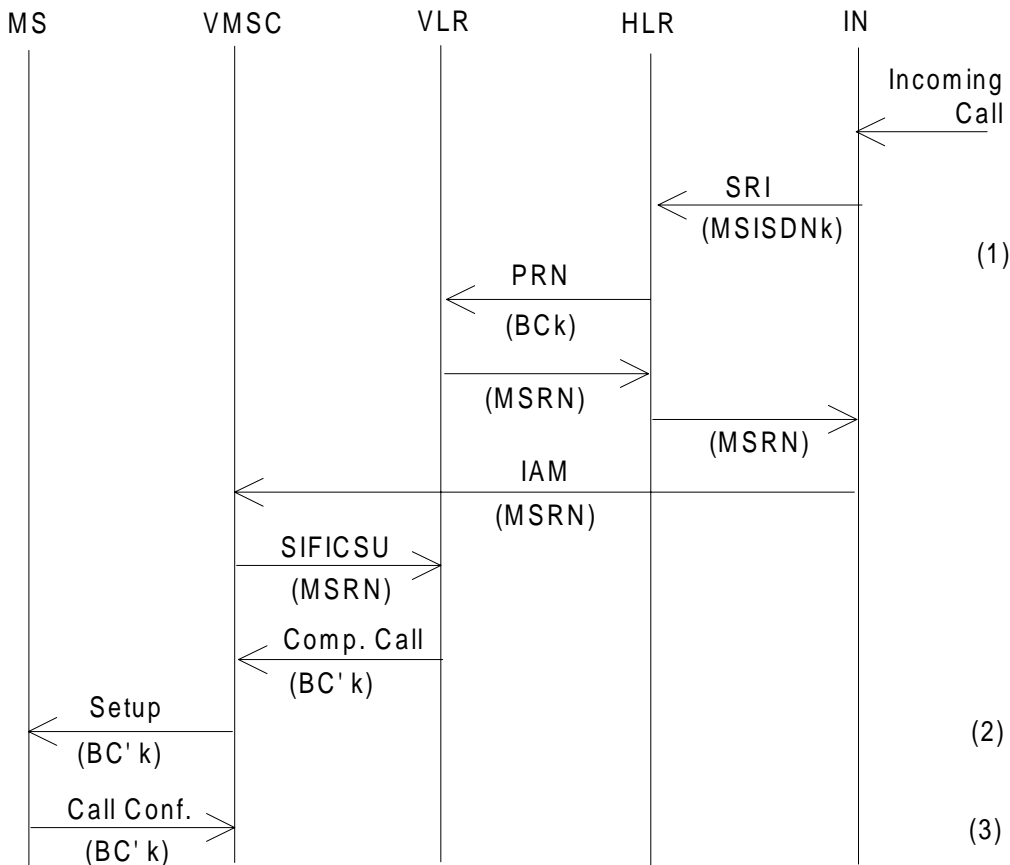 MS VMSC VLR HLR IN
Incoming
Call
SRI
(MSISDNk)
(1)
PRN
(BCk)
(MSRN)
(MSRN)
IAM
(MSRN)
SIFICSU
(MSRN)
Comp. Call
(BC'k)
Setup
(BC'k)
(2)
Call Conf.
(BC'k)
(3)